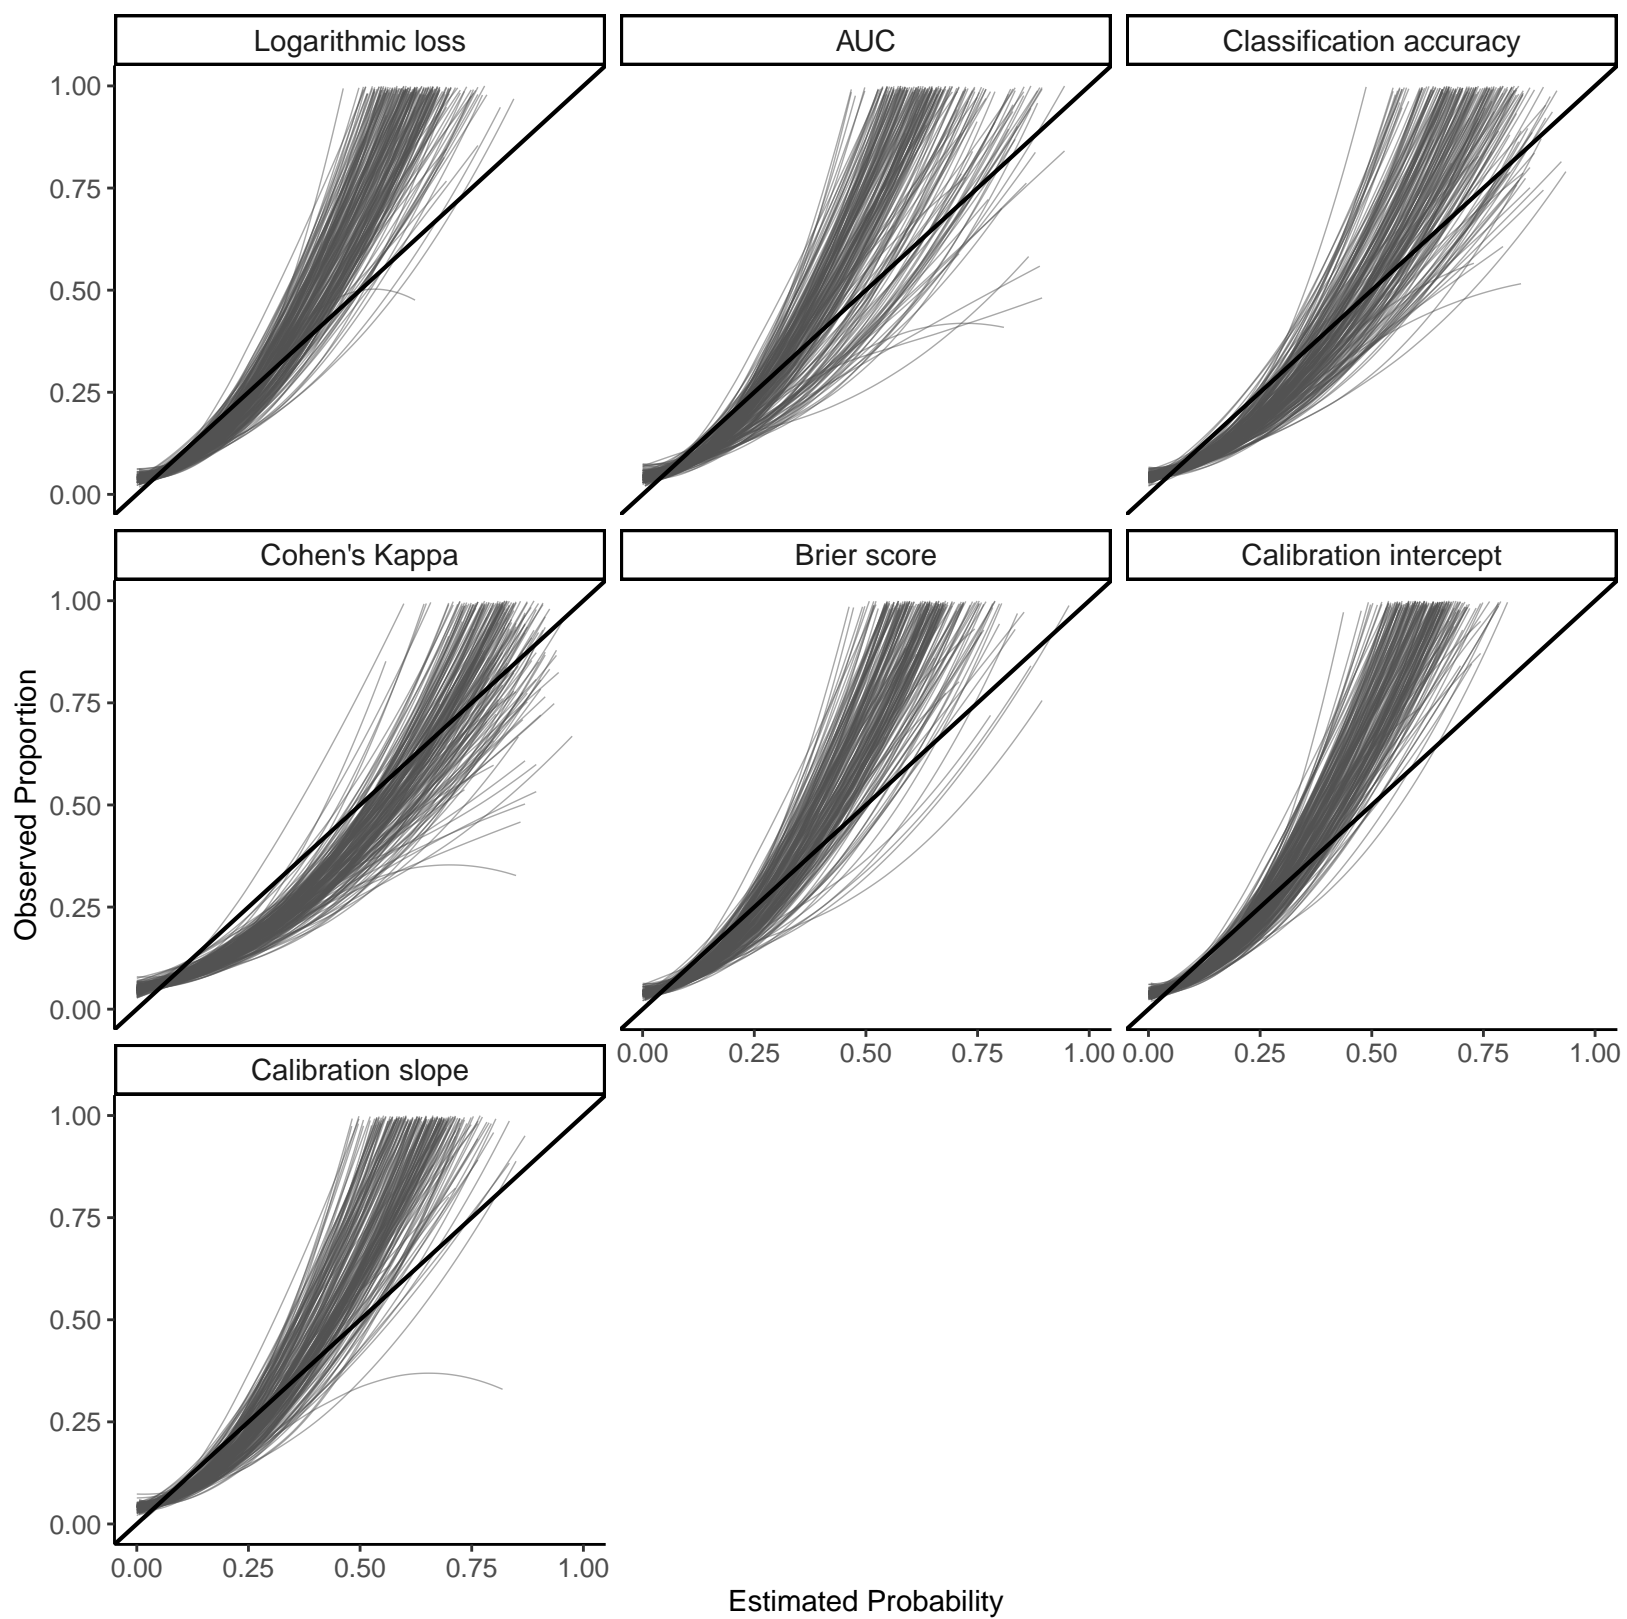 Logarithmic loss
AUC
Classification accuracy
1.00
0.75
0.50
0.25
0.00
Cohen's Kappa
Brier score
Calibration intercept
1.00
0.75
0.50
0.25
0.00
0.00 0.25 0.50 0.75 1.00
0.00 0.25 0.50 0.75 1.00
Calibration slope
1.00
0.75
0.50
0.25
0.00
0.00 0.25 0.50 0.75 1.00
Observed Proportion
Estimated Probability